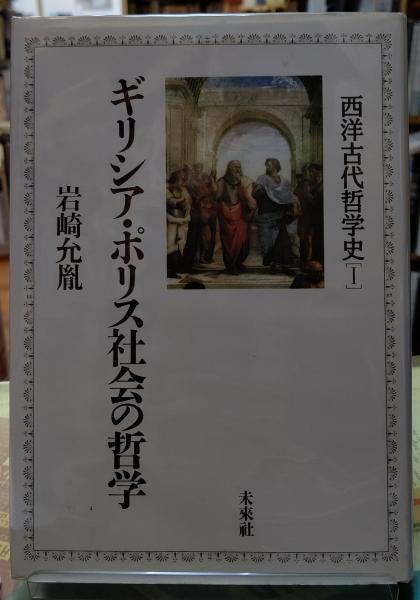 西洋古代哲学史[I]
ギリシア・ポリス社会の哲学
岩崎允胤
未來社